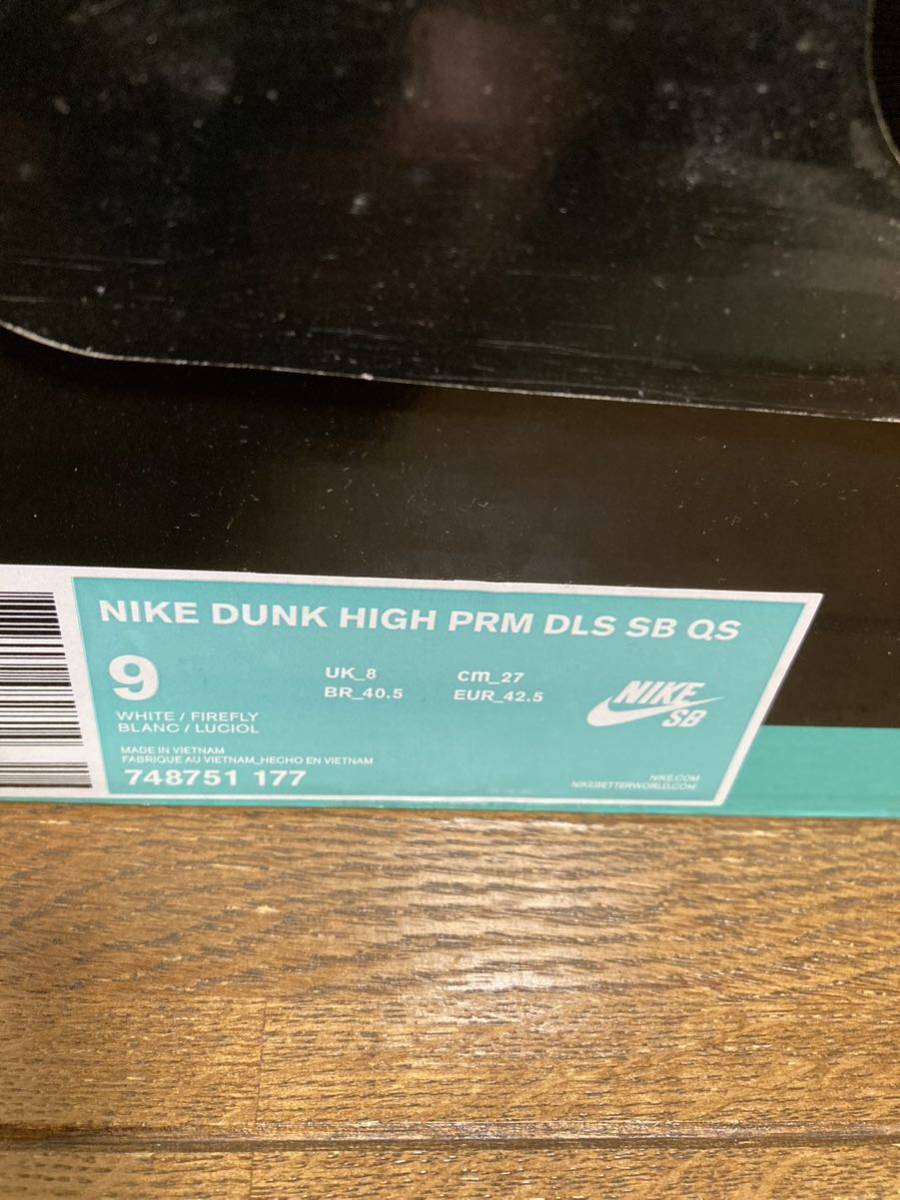 NIKE DUNK HIGH PRM DLS SB QS
9
UK_8
cm_27
BR_40.5
EUR_42.5
WHITE / FIREFLY
BLANC / LUCIOL
MADE IN VIETNAM
FABRIQUE AU VIETNAM_HECHO EN VIETNAM
748751 177
NIKE
SB
NIKE.COM
NIKEBETTERWORLD.COM